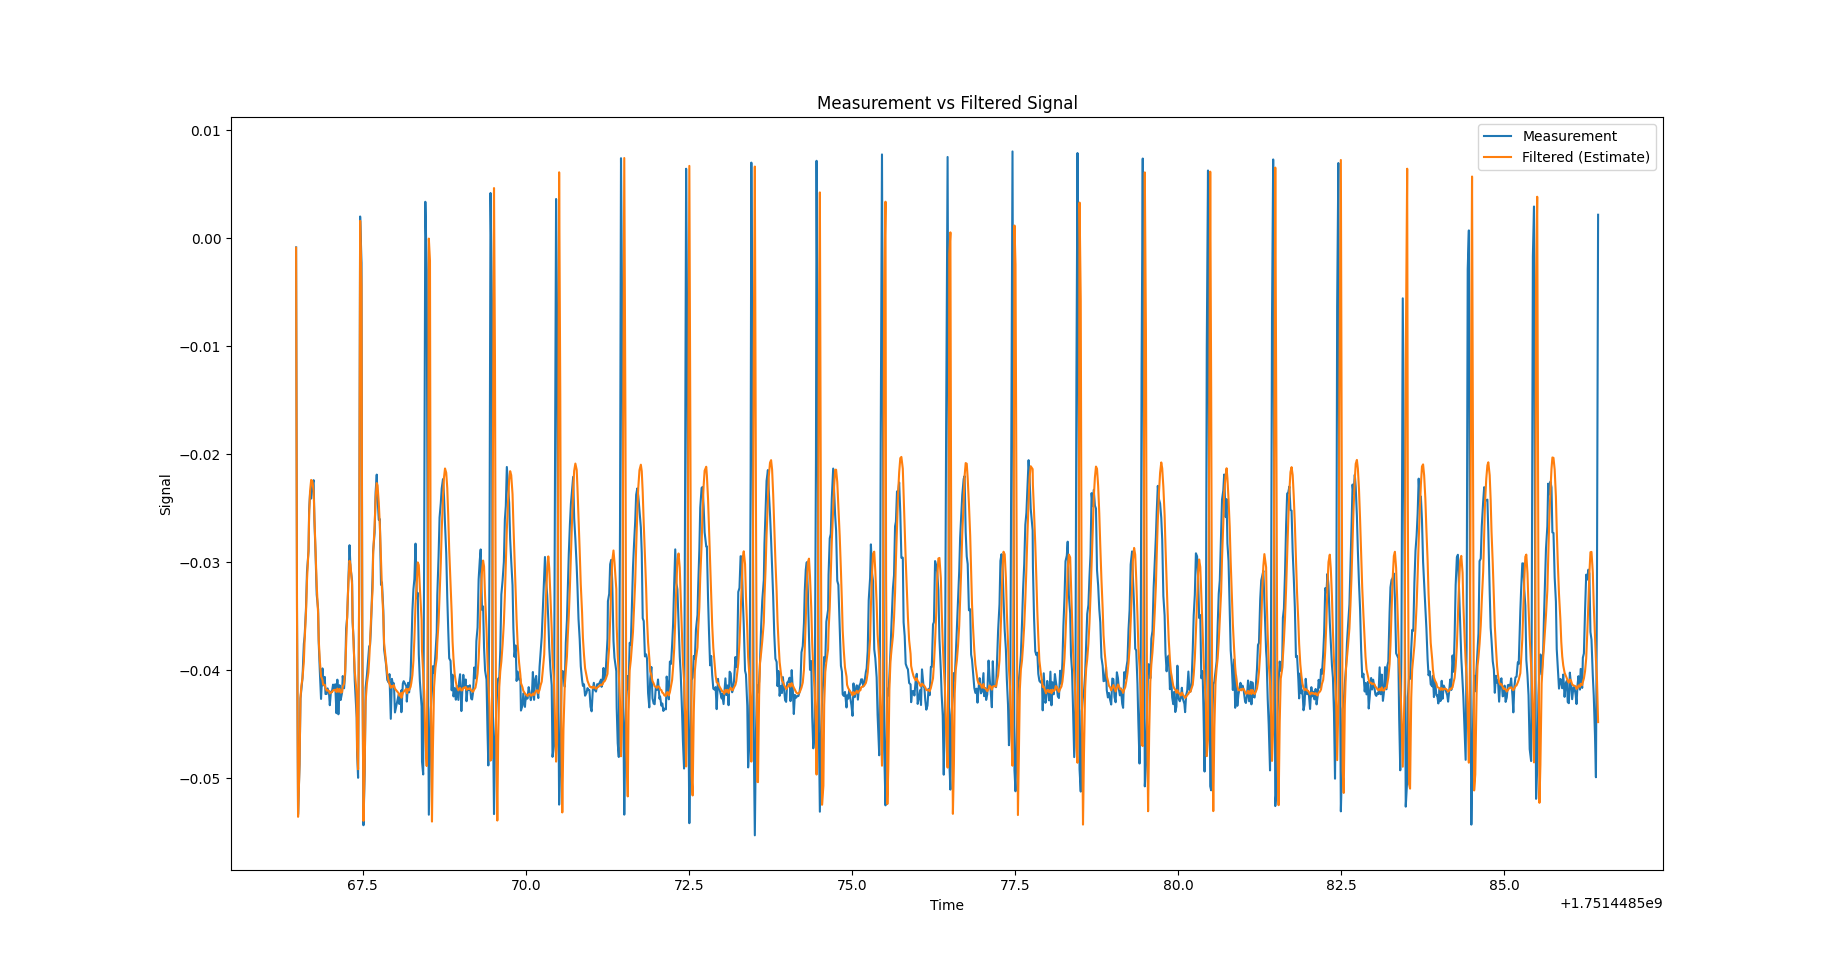 Measurement vs Filtered Signal
Measurement
Filtered (Estimate)
Signal
0.01
0.00
−0.01
−0.02
−0.03
−0.04
−0.05
67.5 70.0 72.5 75.0 77.5 80.0 82.5 85.0
Time
+1.7514485e9